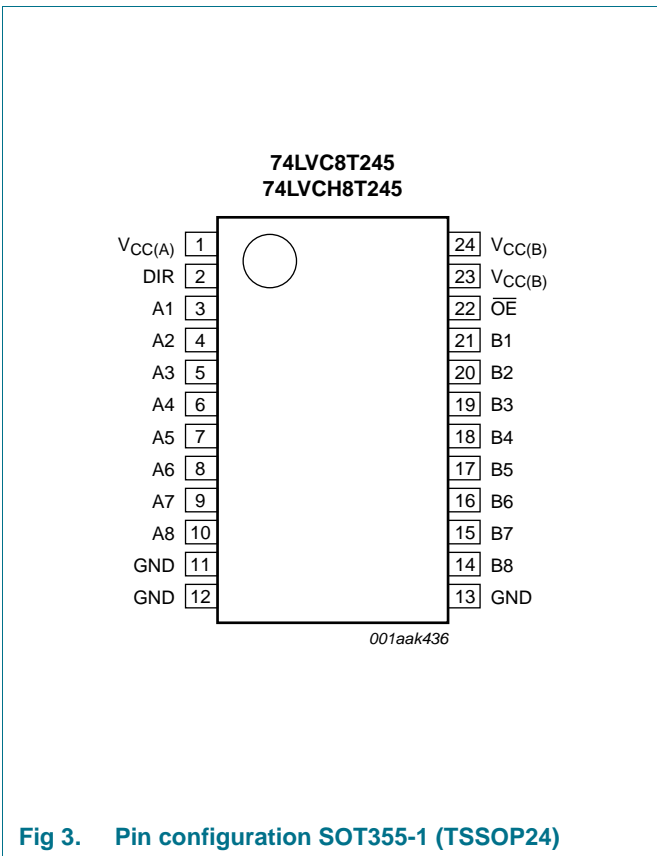 74LVC8T245
74LVCH8T245
VCC(A) 1 24 VCC(B)
DIR 2 23 VCC(B)
A1 3 22 O̅E̅
A2 4 21 B1
A3 5 20 B2
A4 6 19 B3
A5 7 18 B4
A6 8 17 B5
A7 9 16 B6
A8 10 15 B7
GND 11 14 B8
GND 12 13 GND
001aak436
Fig 3. Pin configuration SOT355-1 (TSSOP24)